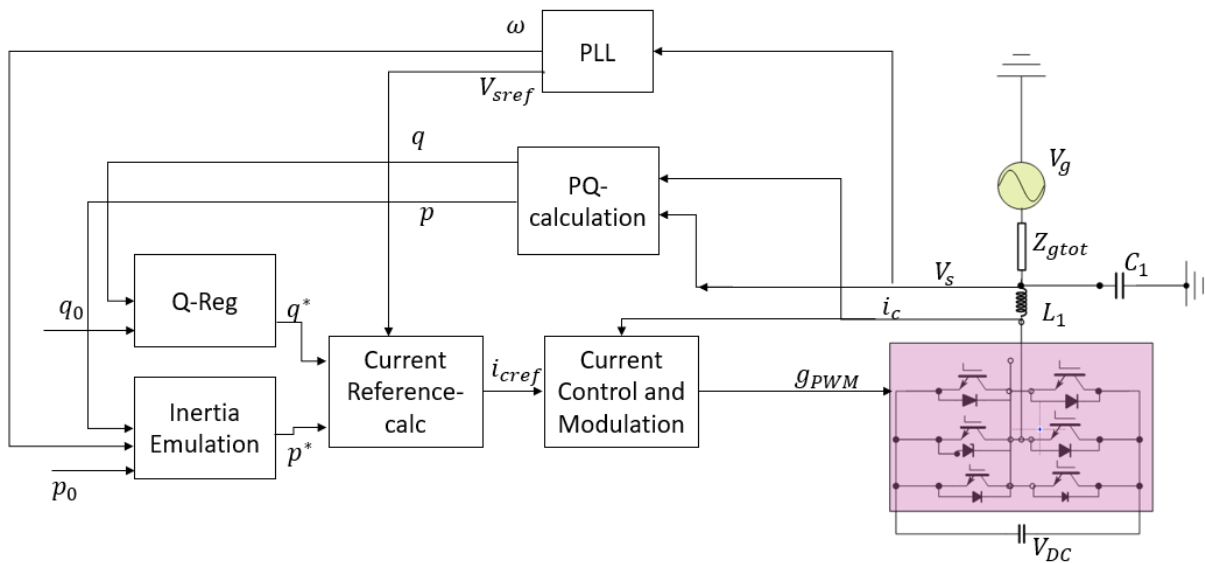 ω
PLL
V_sref
q
PQ-
calculation
p
V_g
Z_gtot
V_s
C_1
i_c
L_1
Q-Reg
q_0
q^*
Current
Reference-
calc
i_cref
Current
Control and
Modulation
g_PWM
Inertia
Emulation
p^*
p_0
V_DC